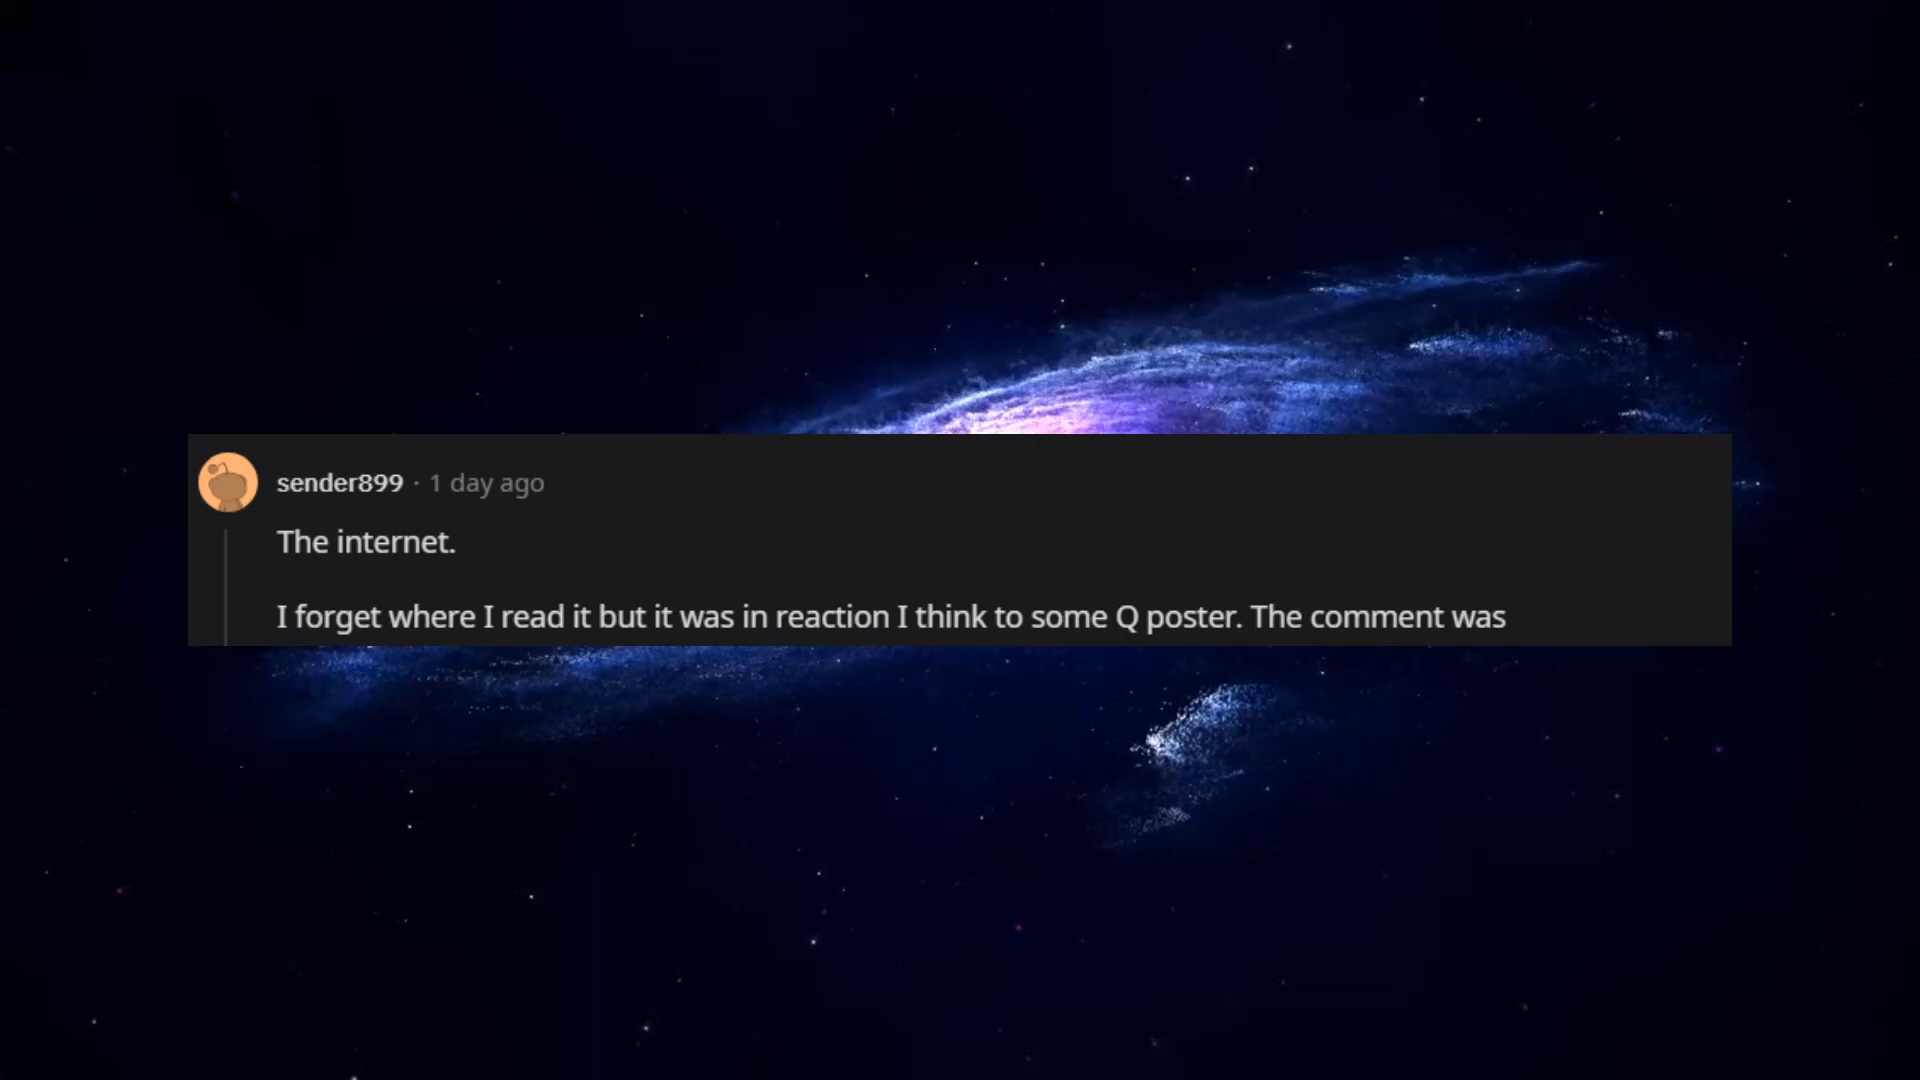 sender899 · 1 day ago
The internet.
I forget where I read it but it was in reaction I think to some Q poster. The comment was